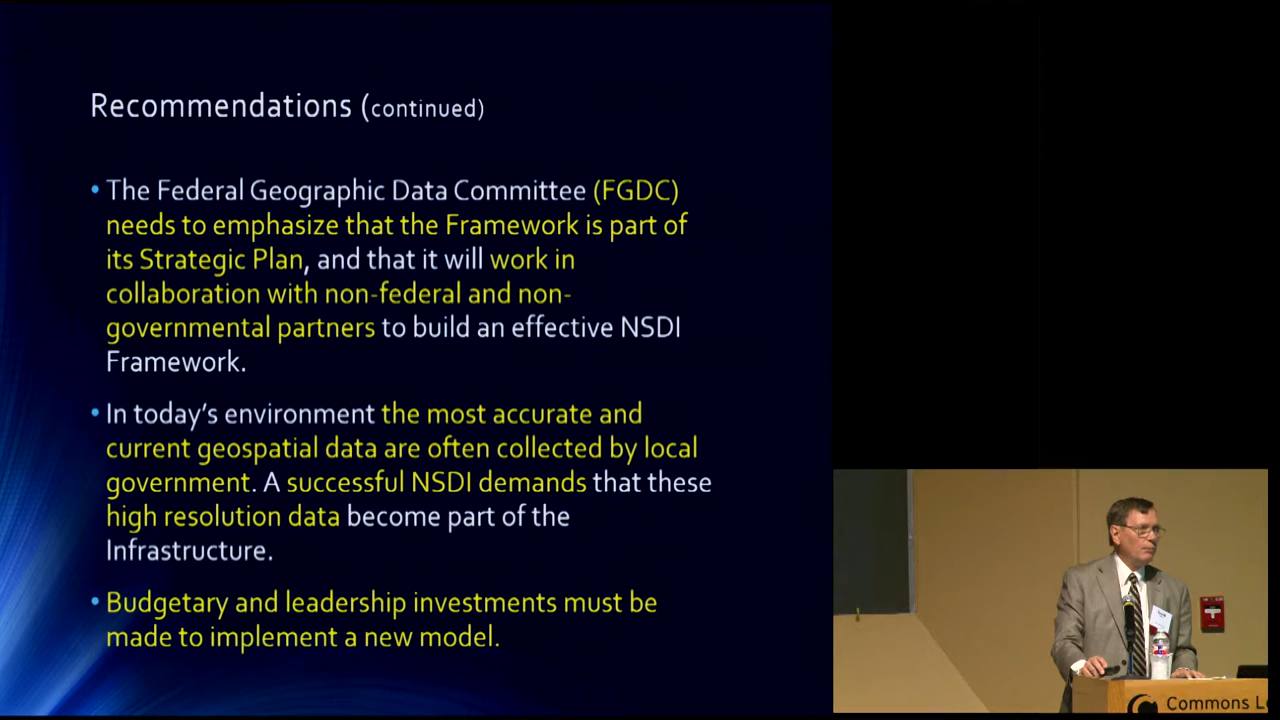 Recommendations (continued)
• The Federal Geographic Data Committee (FGDC)
needs to emphasize that the Framework is part of
its Strategic Plan, and that it will work in
collaboration with non-federal and non-
governmental partners to build an effective NSDI
Framework.
• In today's environment the most accurate and
current geospatial data are often collected by local
government. A successful NSDI demands that these
high resolution data become part of the
Infrastructure.
• Budgetary and leadership investments must be
made to implement a new model.
Commons